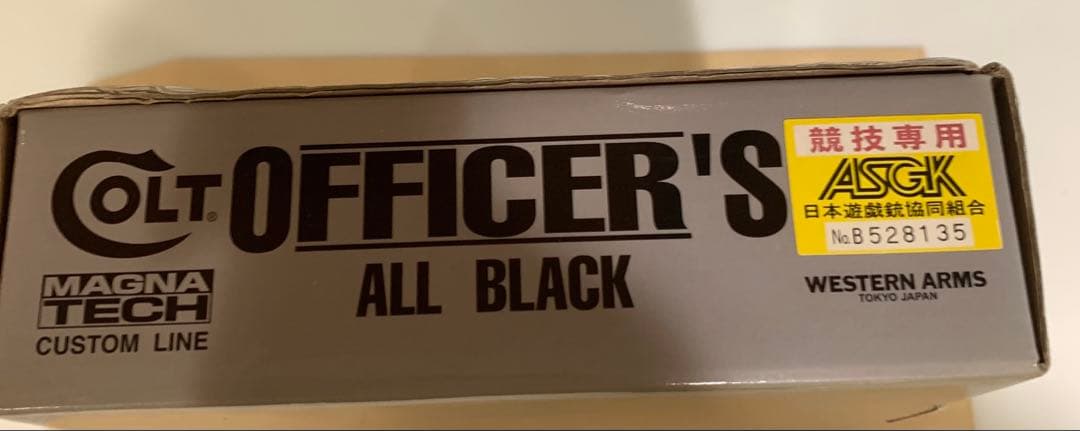 COLT® OFFICER'S
ALL BLACK
MAGNA
TECH
CUSTOM LINE
競技専用
ASGK
日本遊戯銃協同組合
No.B528135
WESTERN ARMS
TOKYO JAPAN